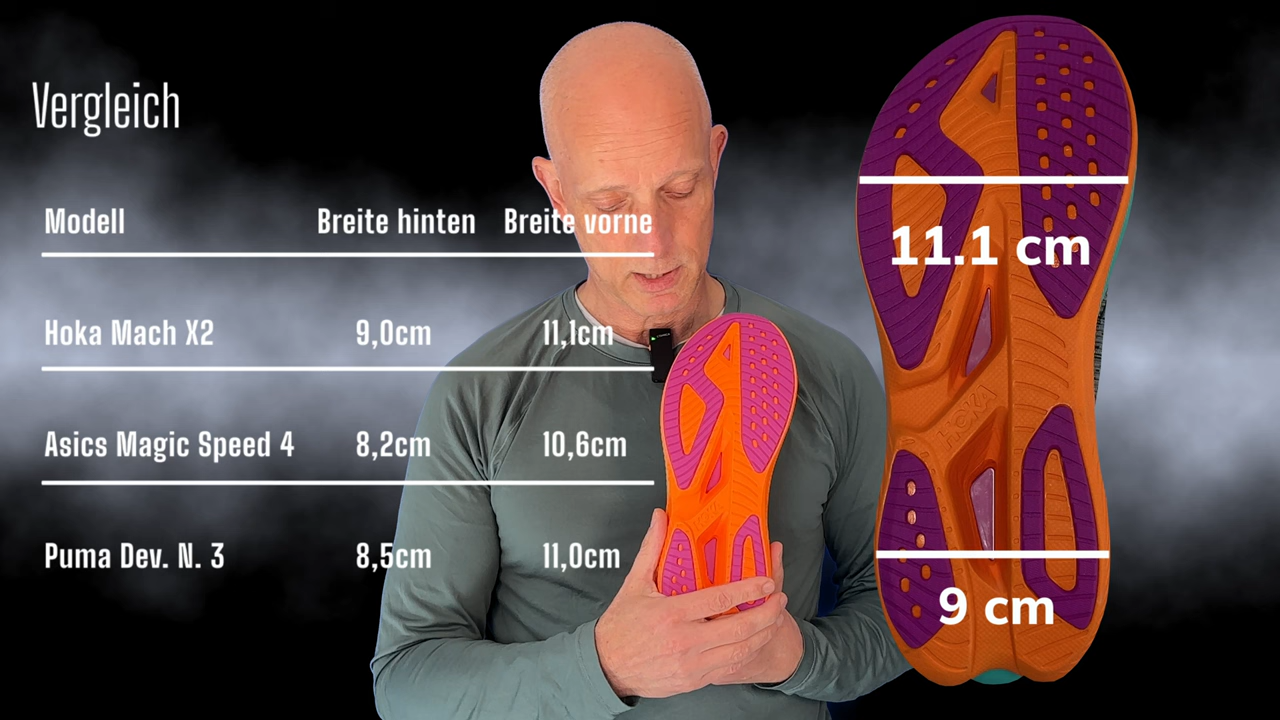 Vergleich
Modell Breite hinten Breite vorne
Hoka Mach X2 9,0cm 11,1cm
Asics Magic Speed 4 8,2cm 10,6cm
Puma Dev. N. 3 8,5cm 11,0cm
11.1 cm
HOKA
9 cm